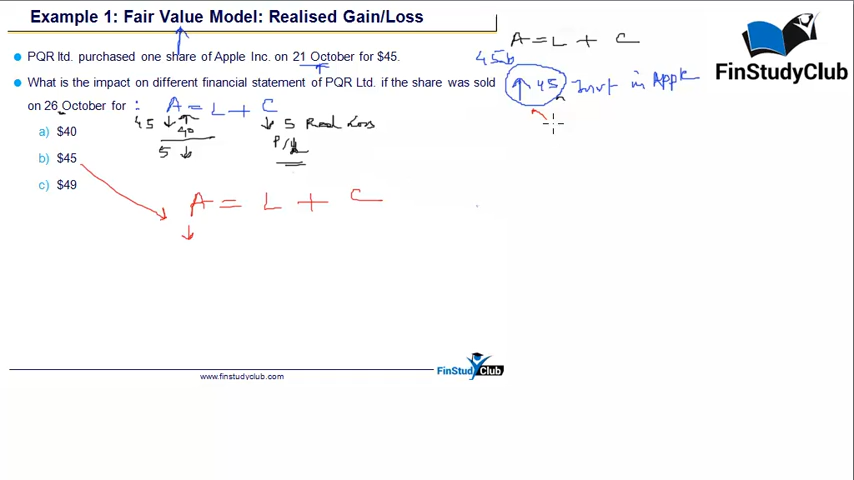 Example 1: Fair Value Model: Realised Gain/Loss
PQR ltd. purchased one share of Apple Inc. on 21 October for $45.
What is the impact on different financial statement of PQR Ltd. if the share was sold
on 26 October for :
a) $40
b) $45
c) $49
A = L + C
45 ↓ ↑ 40
5 ↓
↓ 5 Real Loss
P/L
A = L + C
↓
A = L + C
45 ↓
↑ 45 Invt in Apple
FinStudyClub
FinStudyClub
www.finstudyclub.com